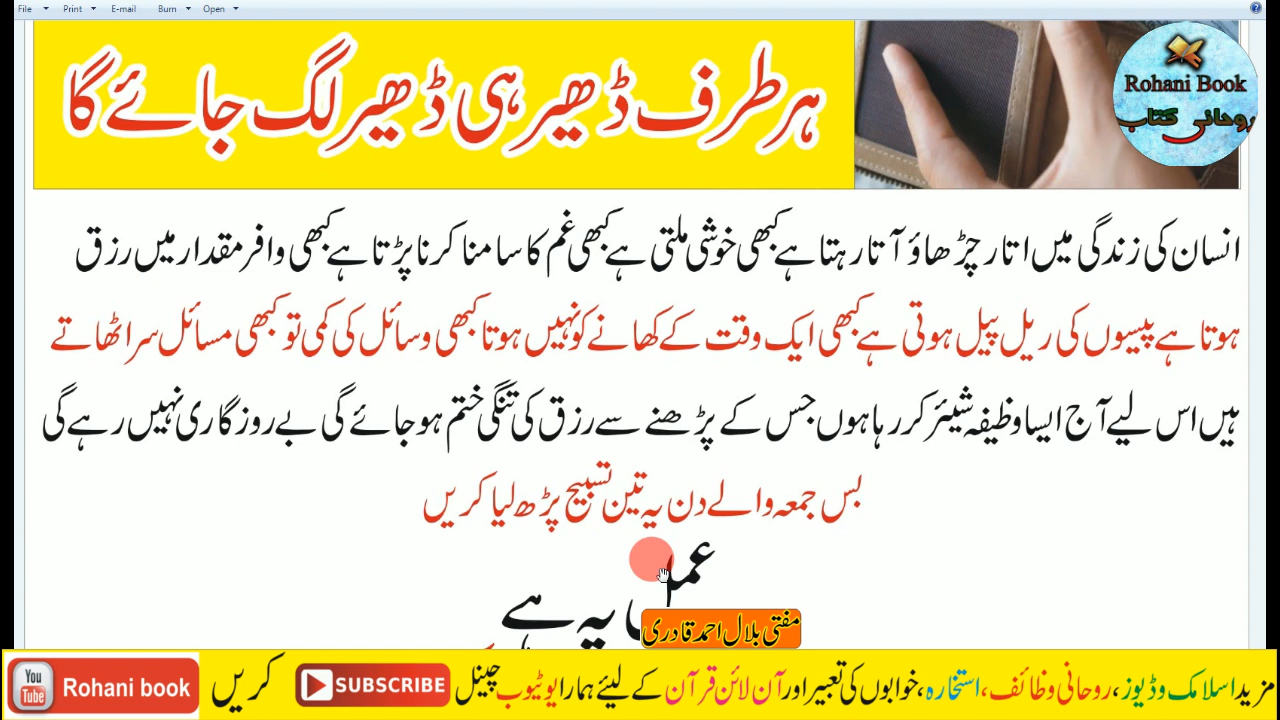 File Print E-mail Burn Open
ہر طرف ڈھیر ہی ڈھیر لگ جائے گا
Rohani Book
روحانی کتاب
انسان کی زندگی میں اتار چڑھاؤ آتا رہتا ہے کبھی خوشی ملتی ہے کبھی غم کا سامنا کرنا پڑتا ہے کبھی وافر مقدار میں رزق
ہوتا ہے پیسوں کی ریل پیل ہوتی ہے کبھی ایک وقت کے کھانے کو نہیں ہوتا کبھی وسائل کی کمی تو کبھی مسائل سر اٹھاتے
ہیں اس لیے آج ایسا وظیفہ شیئر کر رہا ہوں جس کے پڑھنے سے رزق کی تنگی ختم ہو جائے گی بے روزگاری نہیں رہے گی
بس جمعہ والے دن یہ تین تسبیح پڑھ لیا کریں
عمل
یہ ہے
مفتی بلال احمد قادری
مزید اسلامک وڈیوز، روحانی وظائف، استخارہ، خوابوں کی تعبیر اور آن لائن قرآن کے لیئے ہمارا یوٹیوب چینل SUBSCRIBE کریں
You Tube Rohani book